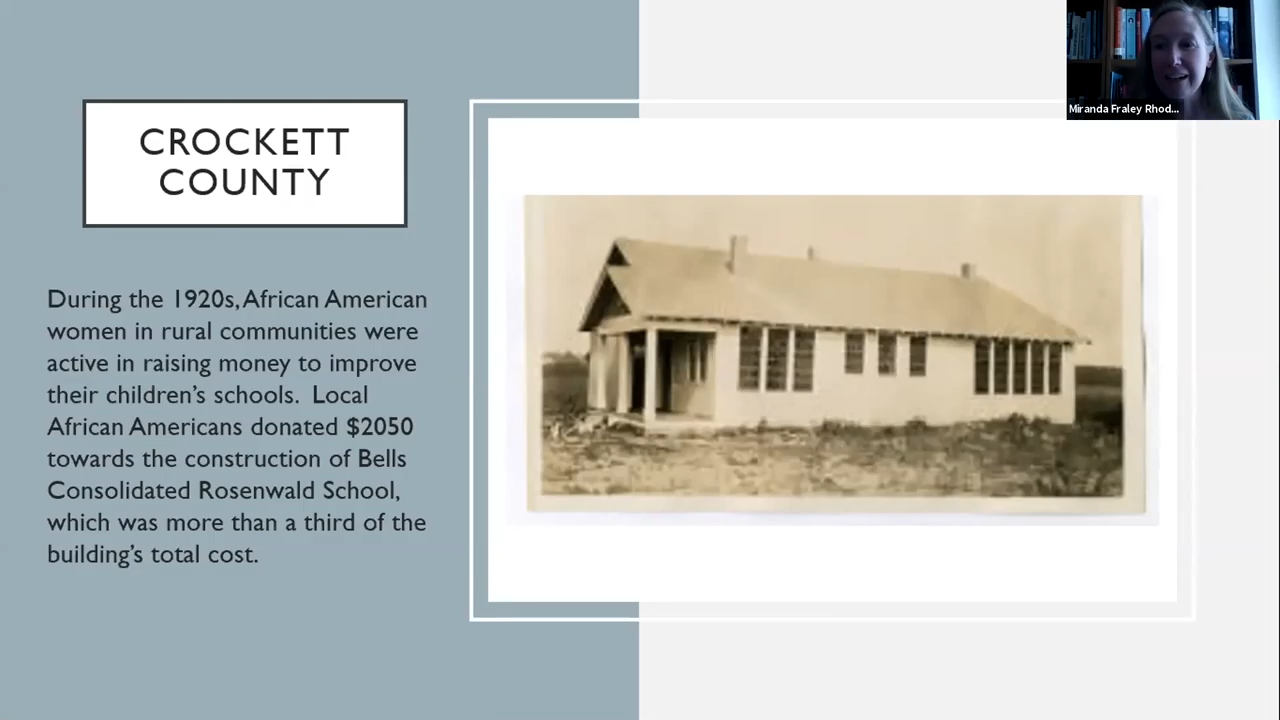 CROCKETT
COUNTY
During the 1920s, African American
women in rural communities were
active in raising money to improve
their children's schools.  Local
African Americans donated $2050
towards the construction of Bells
Consolidated Rosenwald School,
which was more than a third of the
building's total cost.
Miranda Fraley Rhod...